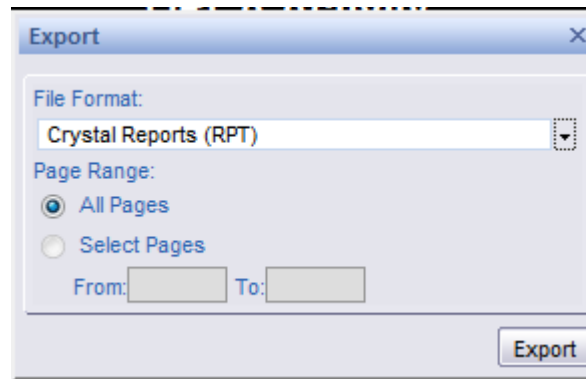 Export
File Format:
Crystal Reports (RPT)
Page Range:
All Pages
Select Pages
From: To:
Export